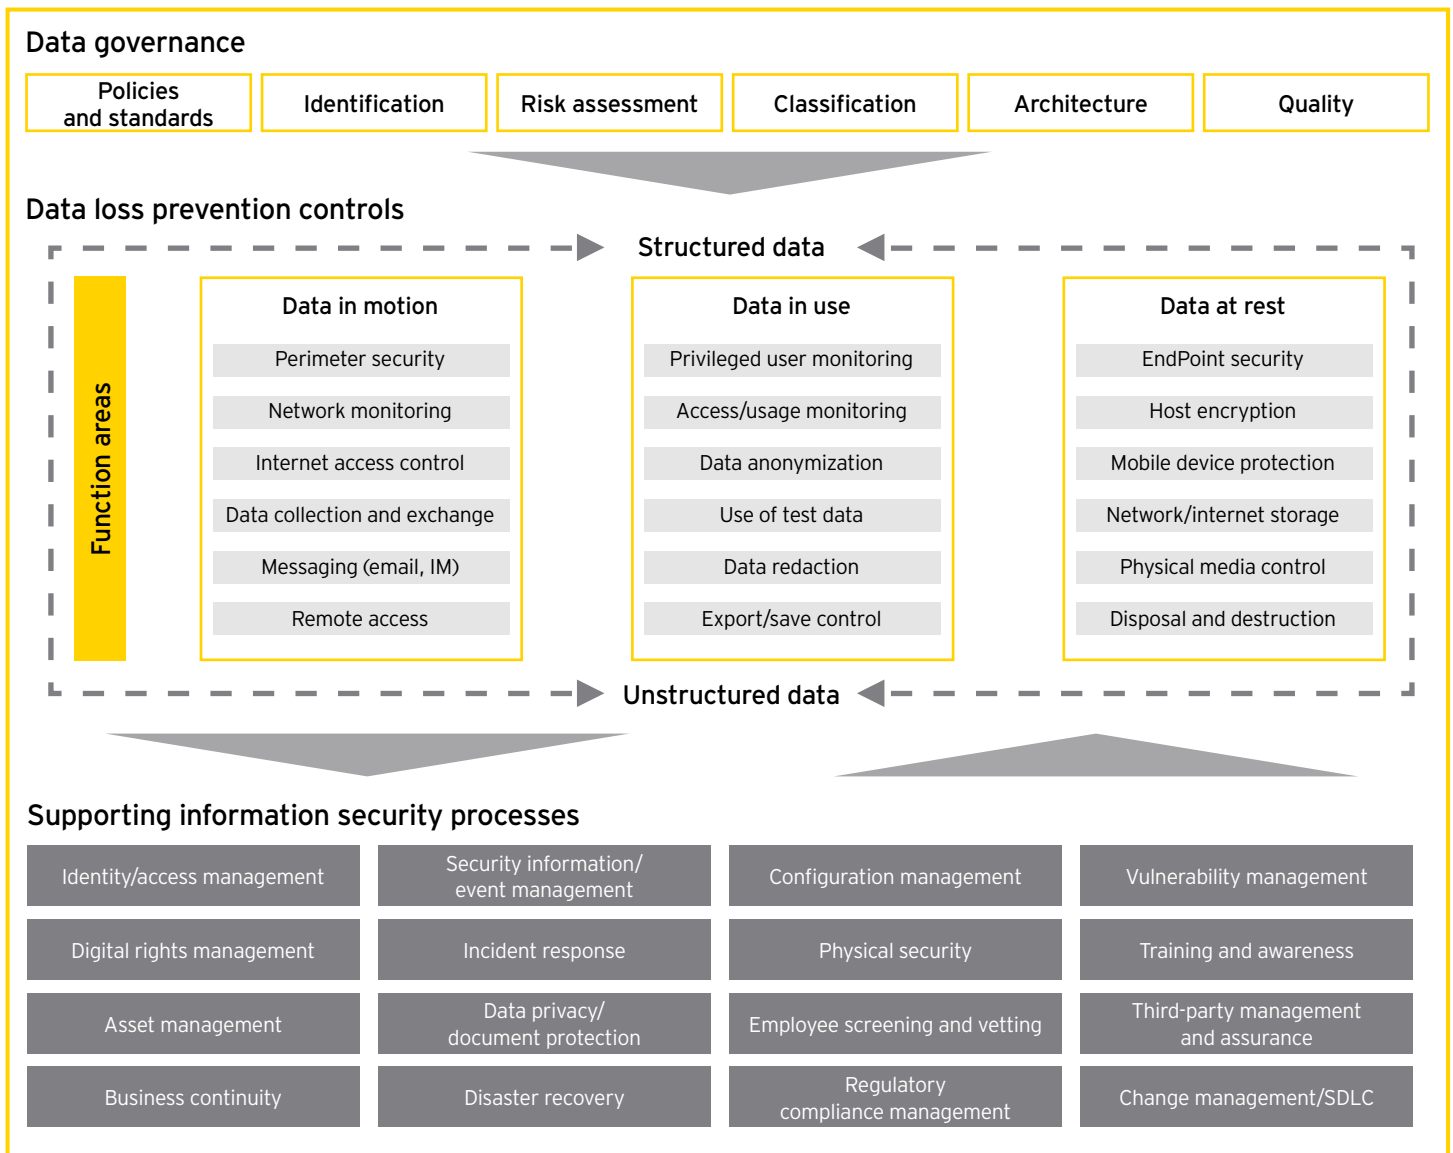 Data governance
Policies
and standards
Identification
Risk assessment
Classification
Architecture
Quality
Data loss prevention controls
Structured data
Function areas
Data in motion
Perimeter security
Network monitoring
Internet access control
Data collection and exchange
Messaging (email, IM)
Remote access
Data in use
Privileged user monitoring
Access/usage monitoring
Data anonymization
Use of test data
Data redaction
Export/save control
Data at rest
EndPoint security
Host encryption
Mobile device protection
Network/internet storage
Physical media control
Disposal and destruction
Unstructured data
Supporting information security processes
Identity/access management
Security information/
event management
Configuration management
Vulnerability management
Digital rights management
Incident response
Physical security
Training and awareness
Asset management
Data privacy/
document protection
Employee screening and vetting
Third-party management
and assurance
Business continuity
Disaster recovery
Regulatory
compliance management
Change management/SDLC